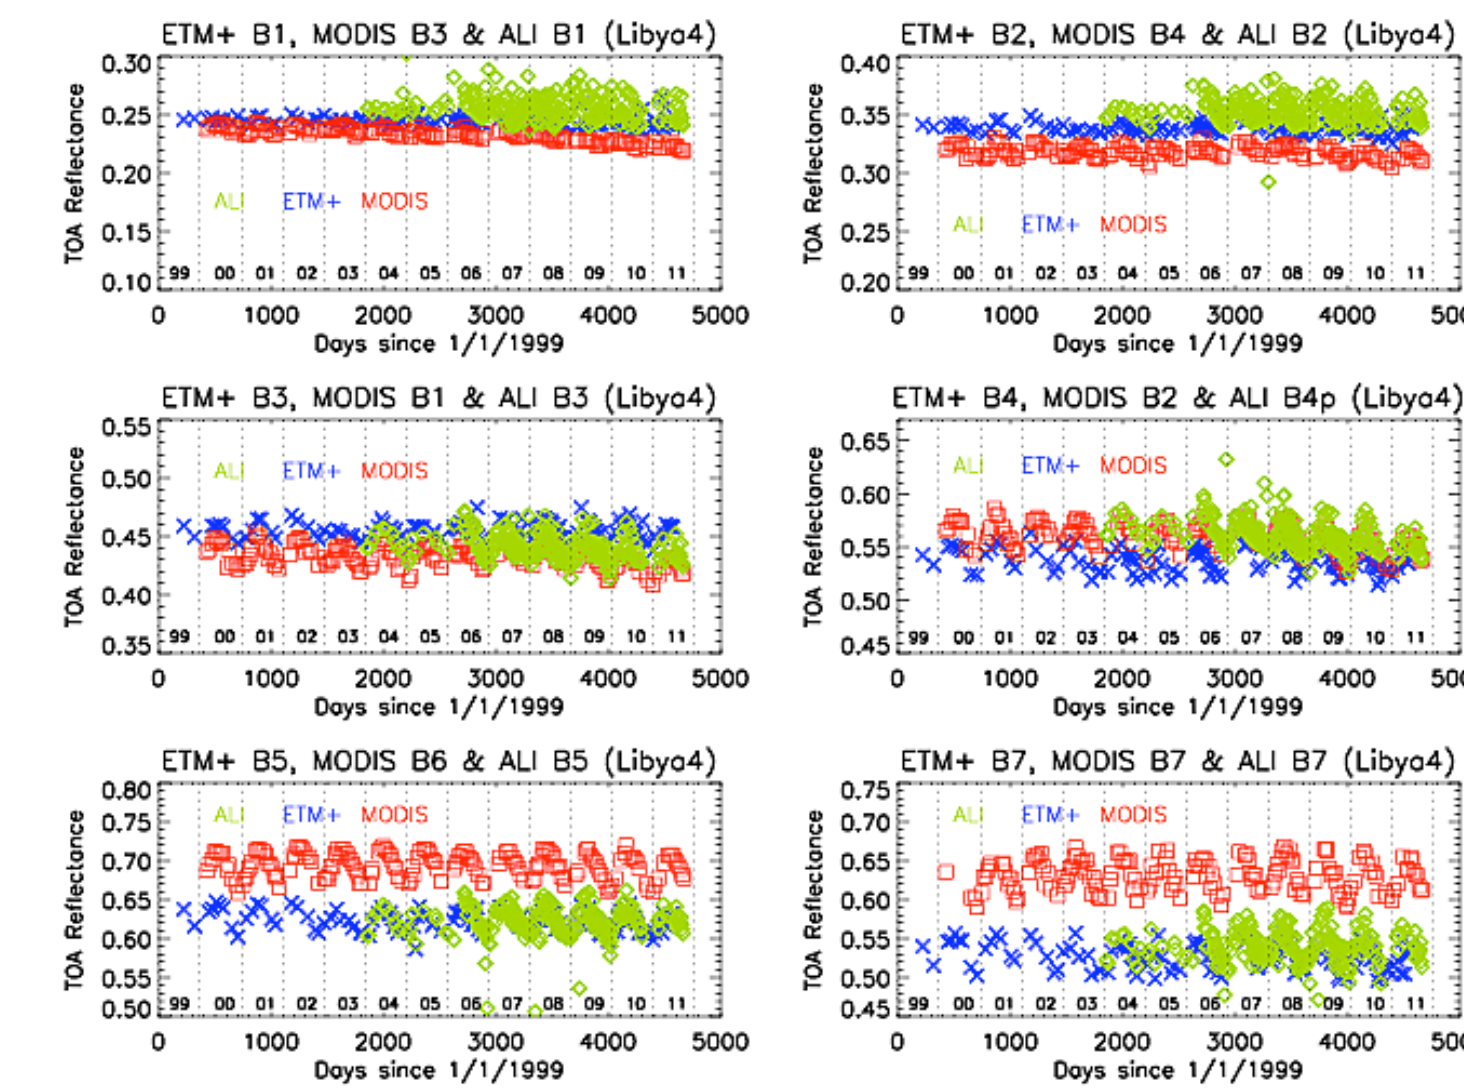 ETM+ B1, MODIS B3 & ALI B1 (Libya4)
0.30
0.25
0.20
0.15
0.10
TOA Reflectance
ALI ETM+ MODIS
99 00 01 02 03 04 05 06 07 08 09 10 11
0 1000 2000 3000 4000 5000
Days since 1/1/1999
ETM+ B2, MODIS B4 & ALI B2 (Libya4)
0.40
0.35
0.30
0.25
0.20
TOA Reflectance
ALI ETM+ MODIS
99 00 01 02 03 04 05 06 07 08 09 10 11
0 1000 2000 3000 4000 500
Days since 1/1/1999
ETM+ B3, MODIS B1 & ALI B3 (Libya4)
0.55
0.50
0.45
0.40
0.35
TOA Reflectance
ALI ETM+ MODIS
99 00 01 02 03 04 05 06 07 08 09 10 11
0 1000 2000 3000 4000 5000
Days since 1/1/1999
ETM+ B4, MODIS B2 & ALI B4p (Libya4)
0.65
0.60
0.55
0.50
0.45
TOA Reflectance
ALI ETM+ MODIS
99 00 01 02 03 04 05 06 07 08 09 10 11
0 1000 2000 3000 4000 500
Days since 1/1/1999
ETM+ B5, MODIS B6 & ALI B5 (Libya4)
0.80
0.75
0.70
0.65
0.60
0.55
0.50
TOA Reflectance
ALI ETM+ MODIS
99 00 01 02 03 04 05 06 07 08 09 10 11
0 1000 2000 3000 4000 5000
Days since 1/1/1999
ETM+ B7, MODIS B7 & ALI B7 (Libya4)
0.75
0.70
0.65
0.60
0.55
0.50
0.45
TOA Reflectance
ALI ETM+ MODIS
99 00 01 02 03 04 05 06 07 08 09 10 11
0 1000 2000 3000 4000 500
Days since 1/1/1999